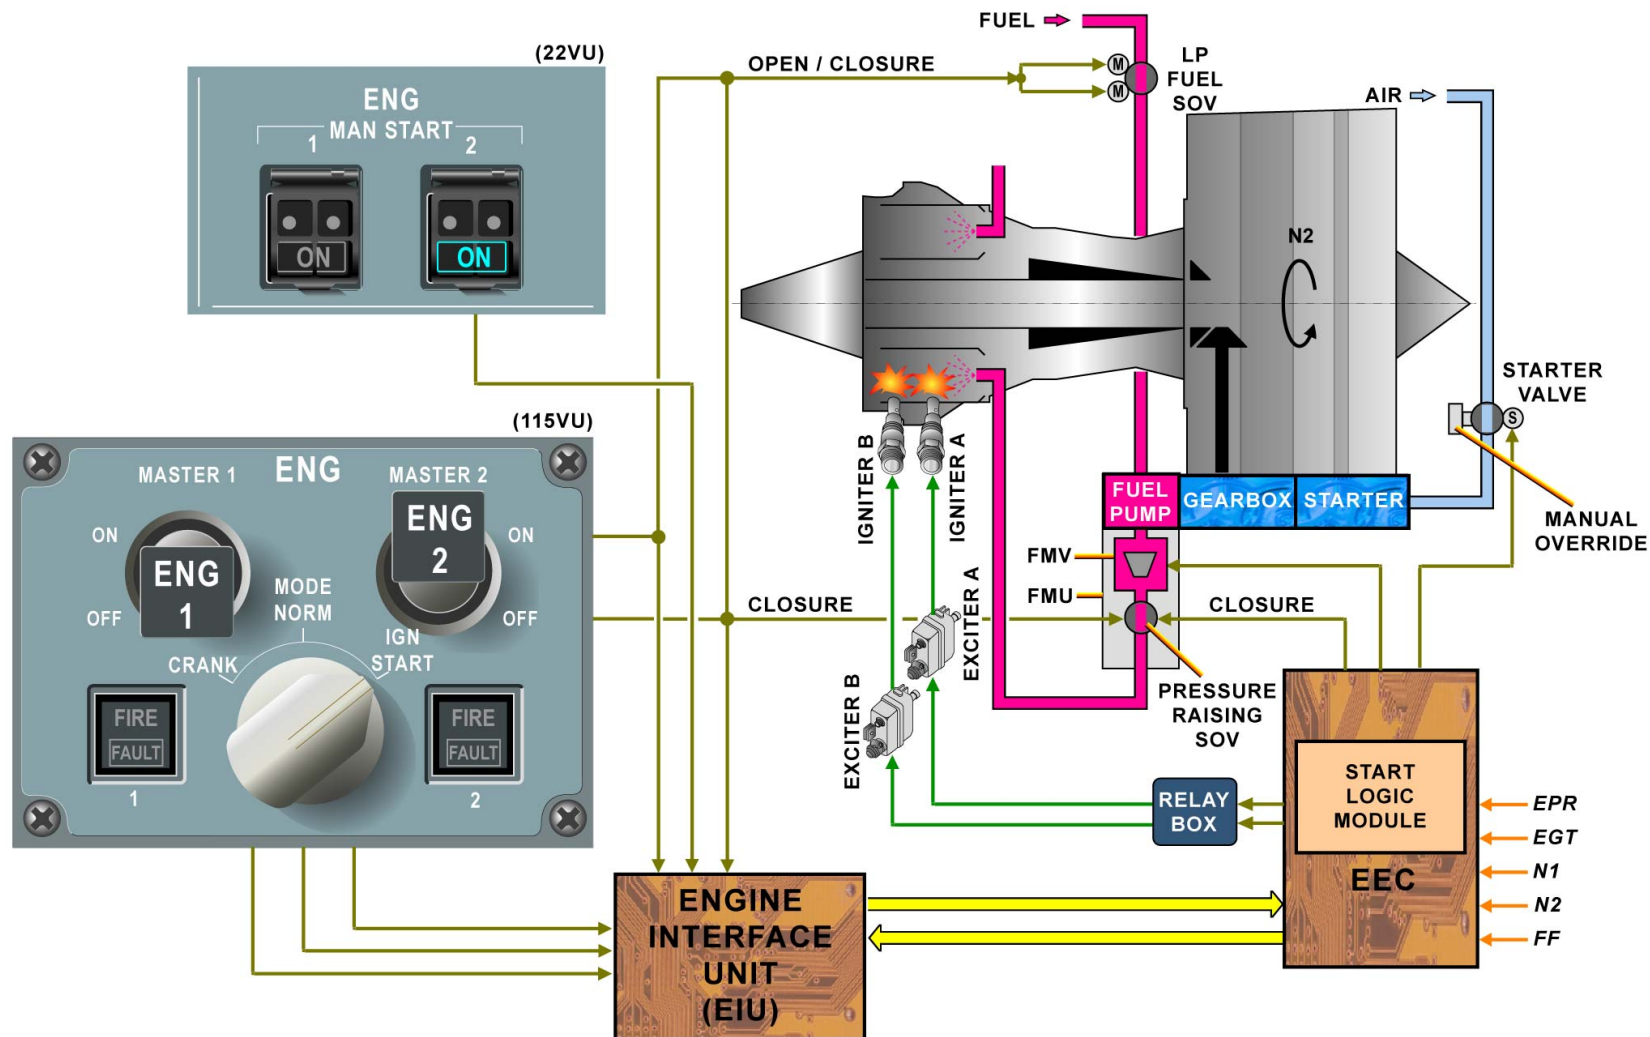 (22VU)
ENG
MAN START
1
2
ON
ON
(115VU)
MASTER 1
ENG
MASTER 2
ON
OFF
ENG
1
ENG
2
ON
OFF
MODE
NORM
CRANK
IGN
START
FIRE
FAULT
1
FIRE
FAULT
2
FUEL
OPEN / CLOSURE
M
M
LP
FUEL
SOV
AIR
N2
STARTER
VALVE
S
MANUAL
OVERRIDE
IGNITER B
IGNITER A
FUEL
PUMP
GEARBOX
STARTER
FMV
FMU
CLOSURE
CLOSURE
EXCITER A
EXCITER B
PRESSURE
RAISING
SOV
RELAY
BOX
START
LOGIC
MODULE
EEC
EPR
EGT
N1
N2
FF
ENGINE
INTERFACE
UNIT
(EIU)